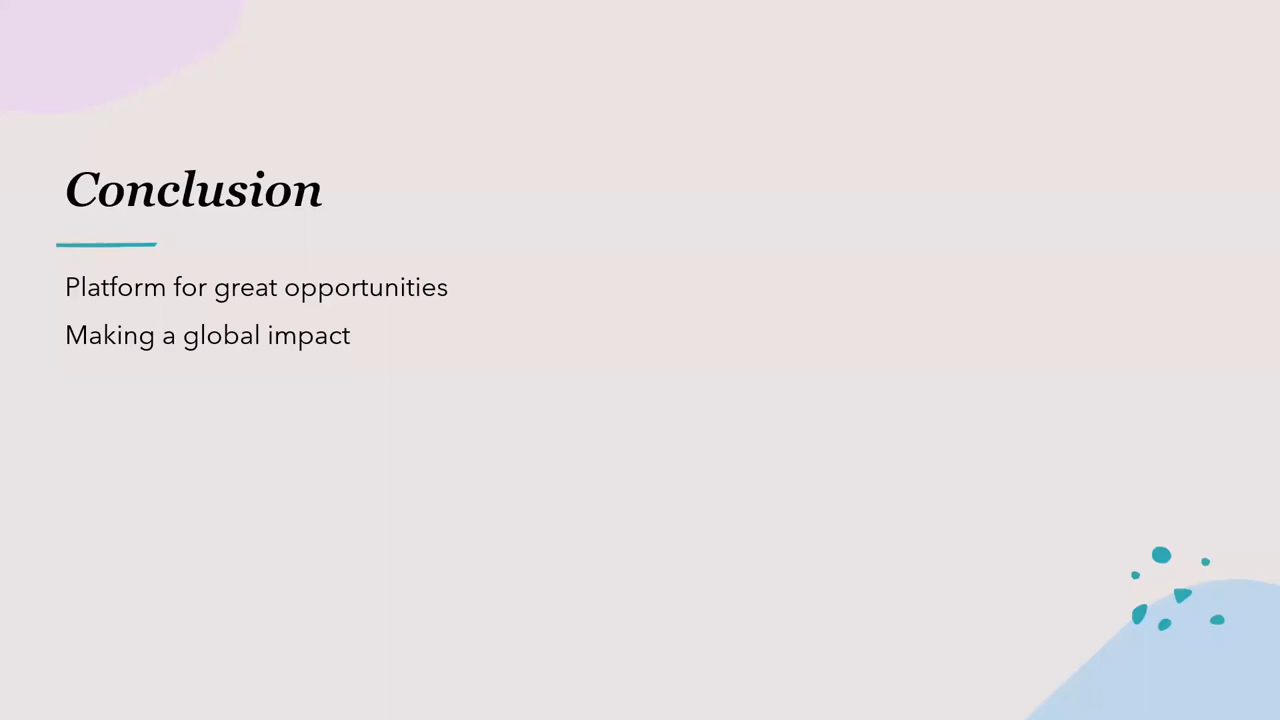 Conclusion
Platform for great opportunities
Making a global impact